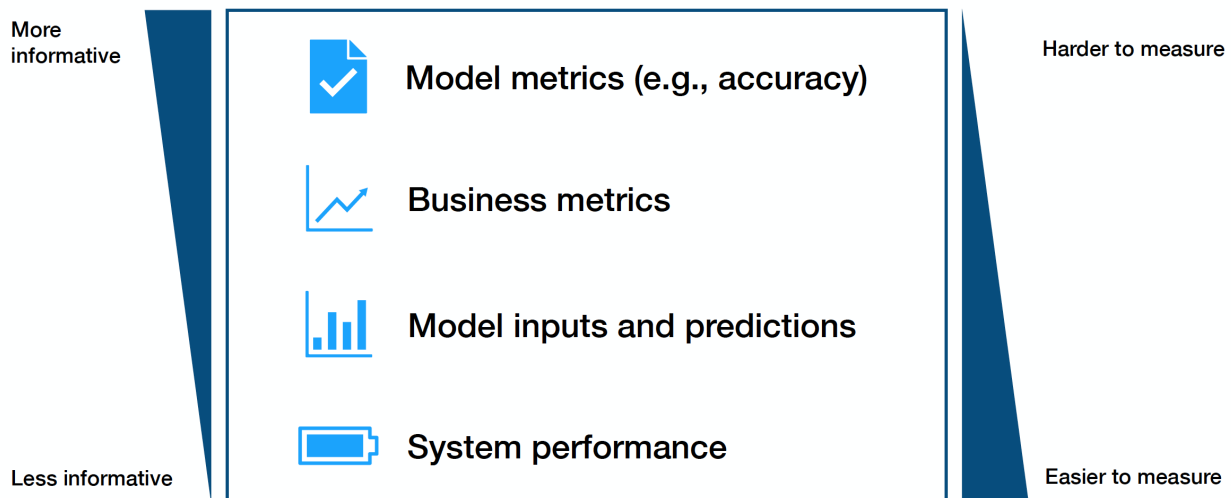 More
informative
Harder to measure
Model metrics (e.g., accuracy)
Business metrics
Model inputs and predictions
System performance
Less informative
Easier to measure